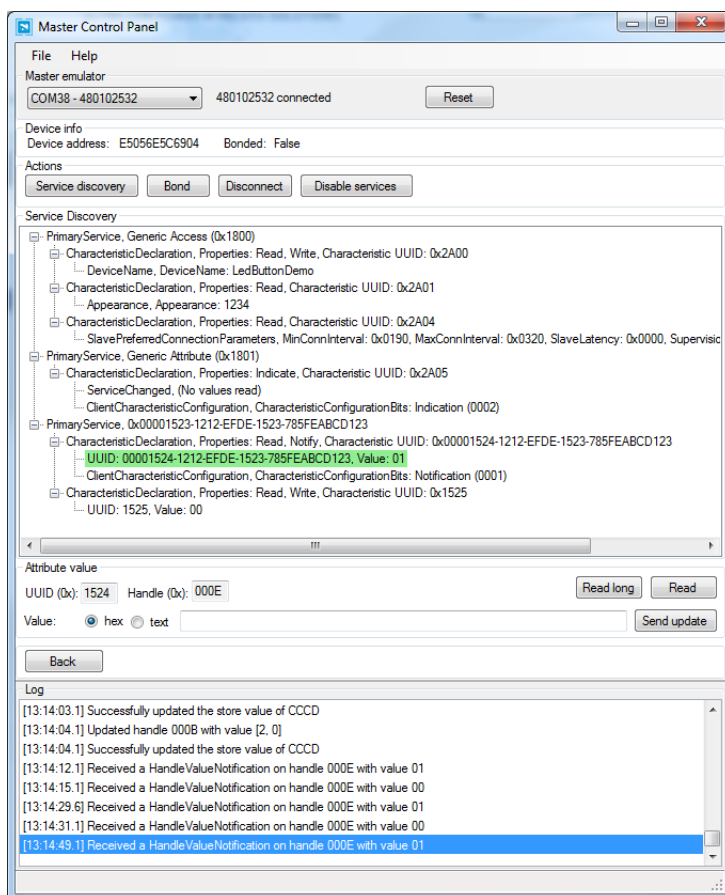 Master Control Panel
File Help
Master emulator
COM38 - 480102532 480102532 connected Reset
Device info
Device address: E5056E5C6904 Bonded: False
Actions
Service discovery Bond Disconnect Disable services
Service Discovery
PrimaryService, Generic Access (0x1800)
CharacteristicDeclaration, Properties: Read, Write, Characteristic UUID: 0x2A00
DeviceName, DeviceName: LedButtonDemo
CharacteristicDeclaration, Properties: Read, Characteristic UUID: 0x2A01
Appearance, Appearance: 1234
CharacteristicDeclaration, Properties: Read, Characteristic UUID: 0x2A04
SlavePreferredConnectionParameters, MinConnInterval: 0x0190, MaxConnInterval: 0x0320, SlaveLatency: 0x0000, Supervisic
PrimaryService, Generic Attribute (0x1801)
CharacteristicDeclaration, Properties: Indicate, Characteristic UUID: 0x2A05
ServiceChanged, (No values read)
ClientCharacteristicConfiguration, CharacteristicConfigurationBits: Indication (0002)
PrimaryService, 0x00001523-1212-EFDE-1523-785FEABCD123
CharacteristicDeclaration, Properties: Read, Notify, Characteristic UUID: 0x00001524-1212-EFDE-1523-785FEABCD123
UUID: 00001524-1212-EFDE-1523-785FEABCD123, Value: 01
ClientCharacteristicConfiguration, CharacteristicConfigurationBits: Notification (0001)
CharacteristicDeclaration, Properties: Read, Write, Characteristic UUID: 0x1525
UUID: 1525, Value: 00
Attribute value
UUID (0x): 1524 Handle (0x): 000E Read long Read
Value: hex text Send update
Back
Log
[13:14:03.1] Successfully updated the store value of CCCD
[13:14:04.1] Updated handle 000B with value [2, 0]
[13:14:04.1] Successfully updated the store value of CCCD
[13:14:12.1] Received a HandleValueNotification on handle 000E with value 01
[13:14:15.1] Received a HandleValueNotification on handle 000E with value 00
[13:14:29.6] Received a HandleValueNotification on handle 000E with value 01
[13:14:31.1] Received a HandleValueNotification on handle 000E with value 00
[13:14:49.1] Received a HandleValueNotification on handle 000E with value 01